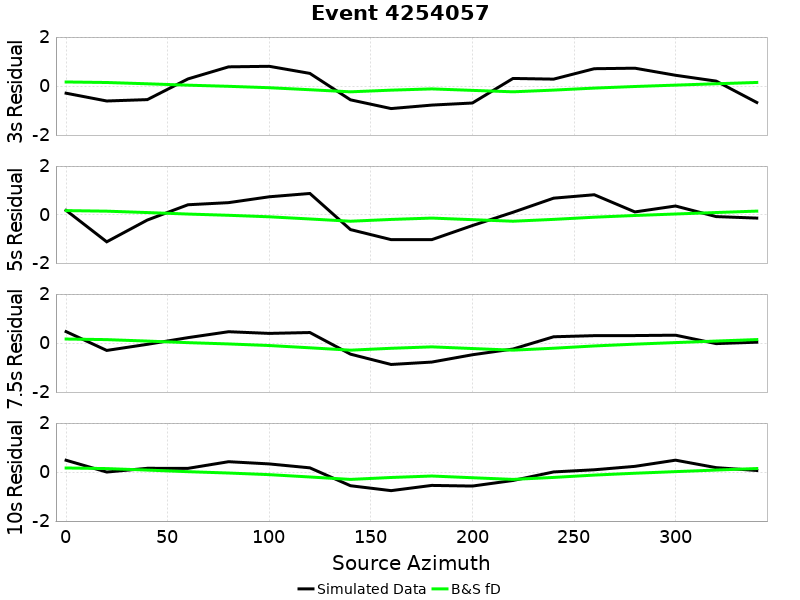 Event 4254057
3s Residual
2
0
-2
5s Residual
2
0
-2
7.5s Residual
2
0
-2
10s Residual
2
0
-2
0 50 100 150 200 250 300
Source Azimuth
Simulated Data B&S fD